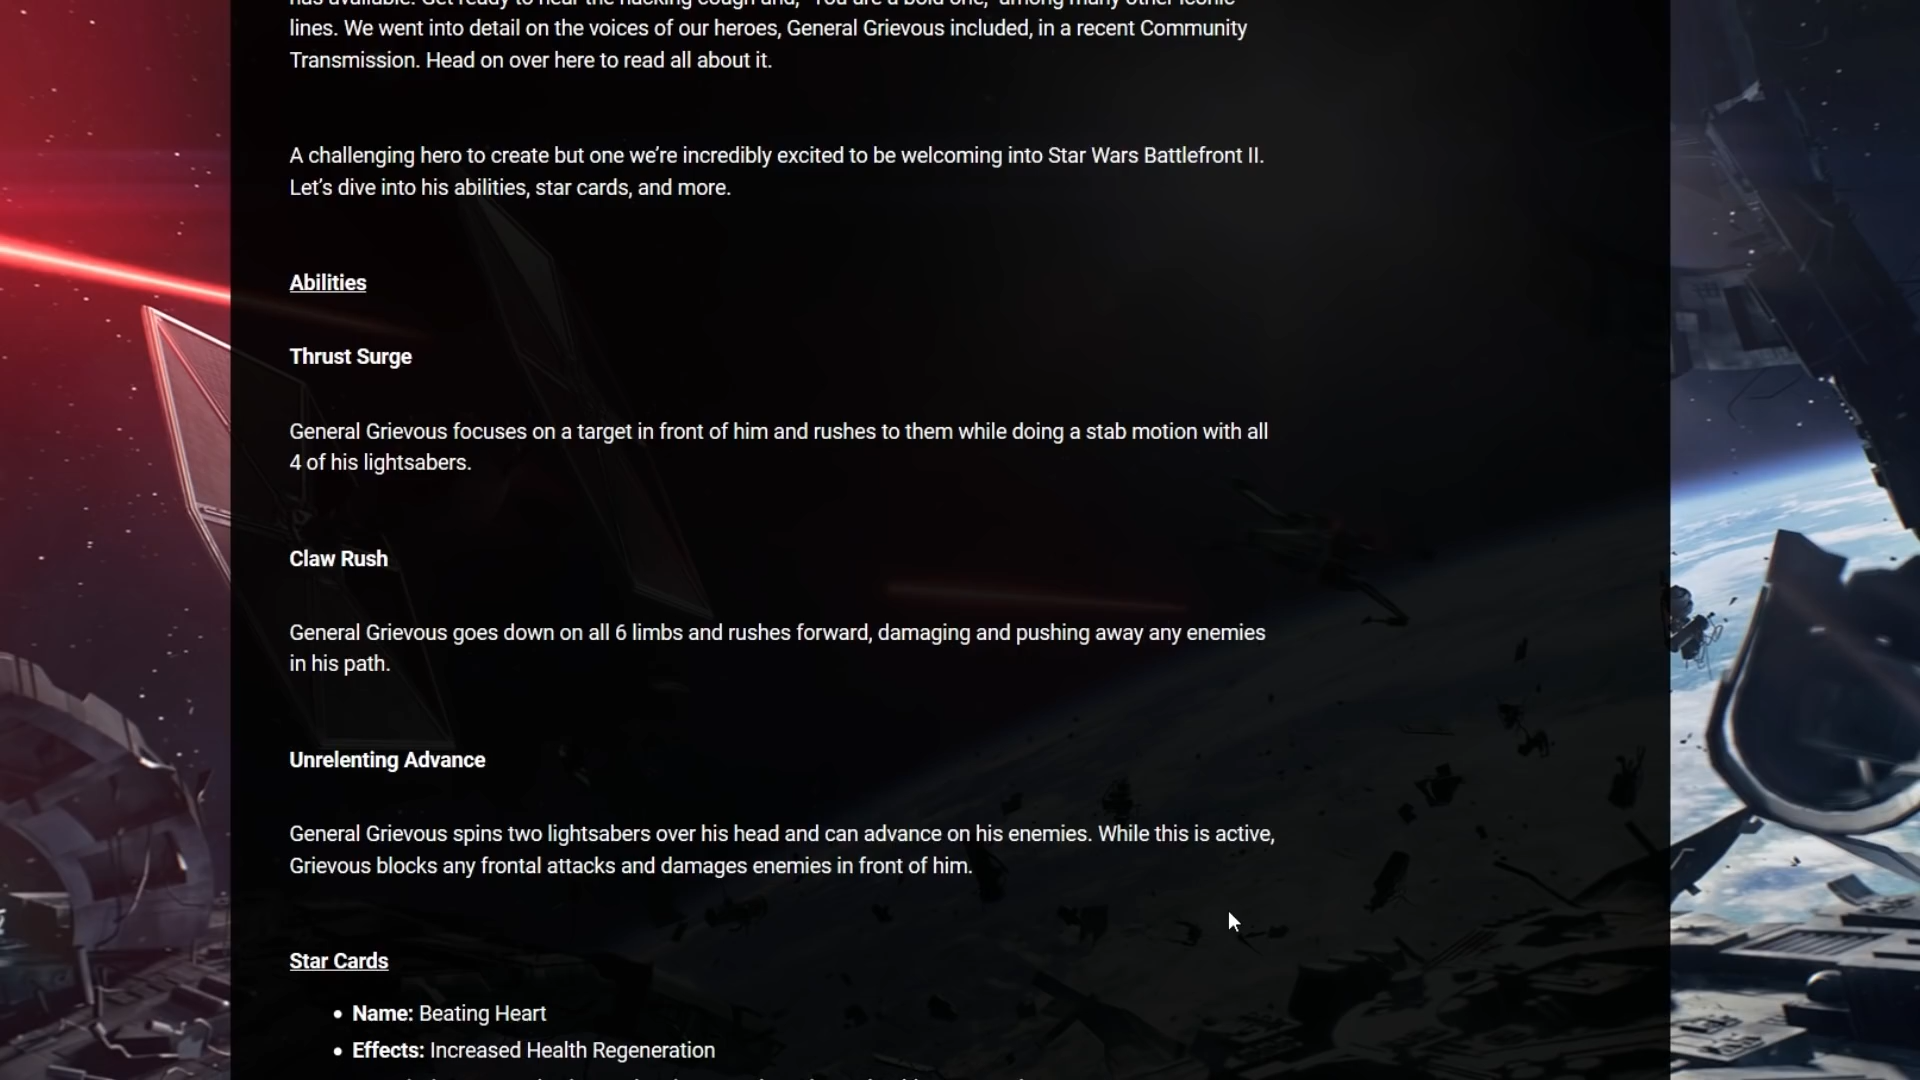 lines. We went into detail on the voices of our heroes, General Grievous included, in a recent Community
Transmission. Head on over here to read all about it.
A challenging hero to create but one we're incredibly excited to be welcoming into Star Wars Battlefront II.
Let's dive into his abilities, star cards, and more.
Abilities
Thrust Surge
General Grievous focuses on a target in front of him and rushes to them while doing a stab motion with all
4 of his lightsabers.
Claw Rush
General Grievous goes down on all 6 limbs and rushes forward, damaging and pushing away any enemies
in his path.
Unrelenting Advance
General Grievous spins two lightsabers over his head and can advance on his enemies. While this is active,
Grievous blocks any frontal attacks and damages enemies in front of him.
Star Cards
• Name: Beating Heart
• Effects: Increased Health Regeneration